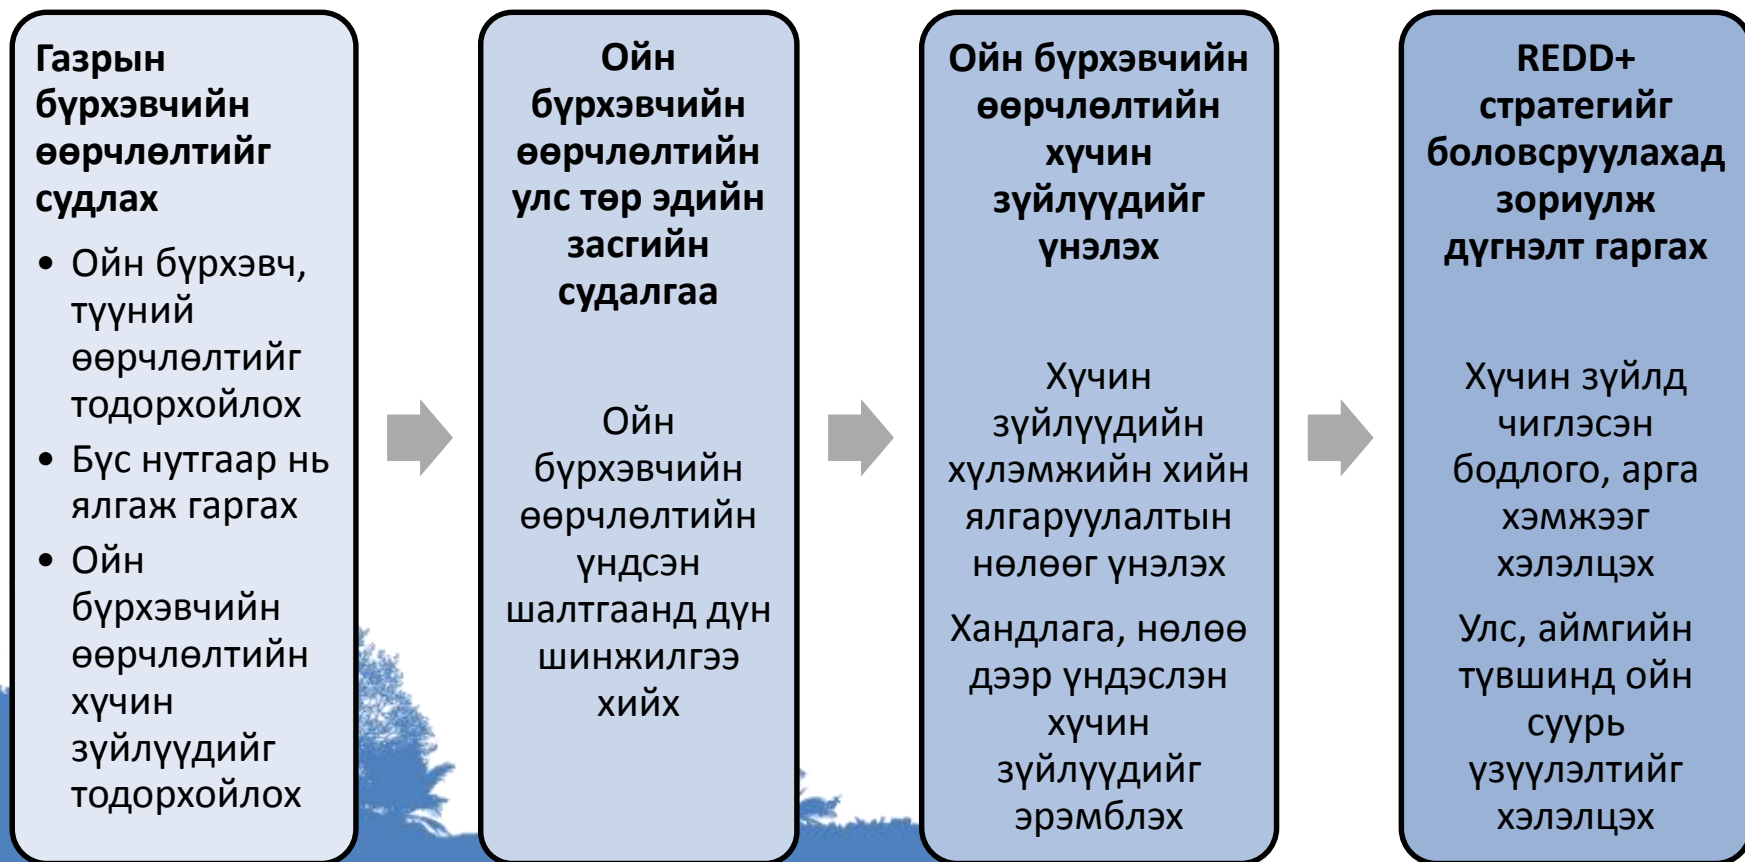 Газрын
бүрхэвчийн
өөрчлөлтийг
судлах
• Ойн бүрхэвч,
түүний
өөрчлөлтийг
тодорхойлох
• Бүс нутгаар нь
ялгаж гаргах
• Ойн
бүрхэвчийн
өөрчлөлтийн
хүчин
зүйлүүдийг
тодорхойлох
Ойн
бүрхэвчийн
өөрчлөлтийн
улс төр эдийн
засгийн
судалгаа
Ойн
бүрхэвчийн
өөрчлөлтийн
үндсэн
шалтгаанд дүн
шинжилгээ
хийх
Ойн бүрхэвчийн
өөрчлөлтийн
хүчин
зүйлүүдийг
үнэлэх
Хүчин
зүйлүүдийн
хүлэмжийн хийн
ялгаруулалтын
нөлөөг үнэлэх
Хандлага, нөлөө
дээр үндэслэн
хүчин
зүйлүүдийг
эрэмблэх
REDD+
стратегийг
боловсруулахад
зориулж
дүгнэлт гаргах
Хүчин зүйлд
чиглэсэн
бодлого, арга
хэмжээг
хэлэлцэх
Улс, аймгийн
түвшинд ойн
суурь
үзүүлэлтийг
хэлэлцэх